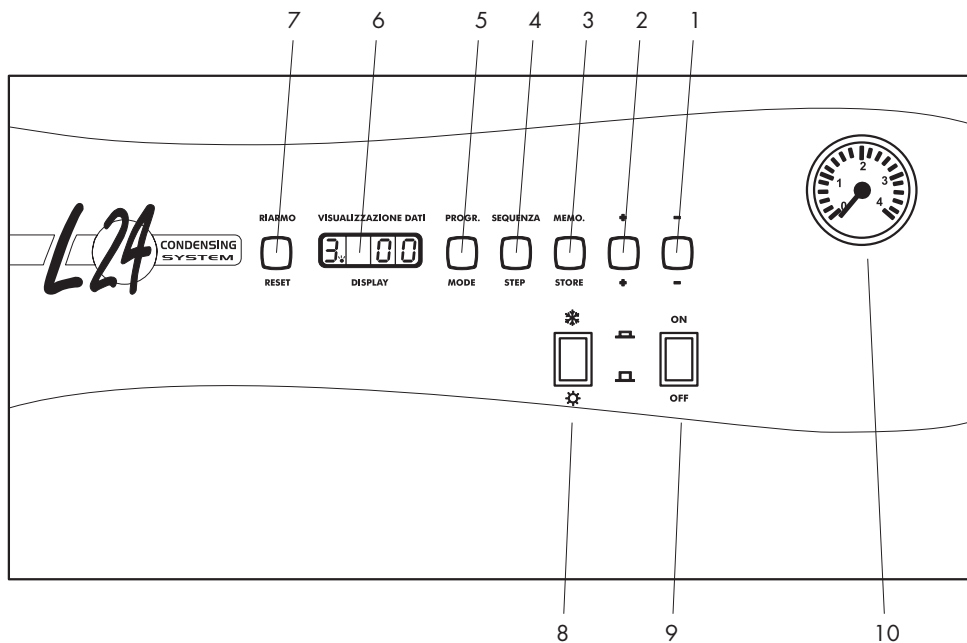 7 6 5 4 3 2 1
RIARMO VISUALIZZAZIONE DATI PROGR. SEQUENZA MEMO. + -
L24 CONDENSING SYSTEM
3. 00
RESET DISPLAY MODE STEP STORE + -
0 1 2 3 4
ON
OFF
8 9 10